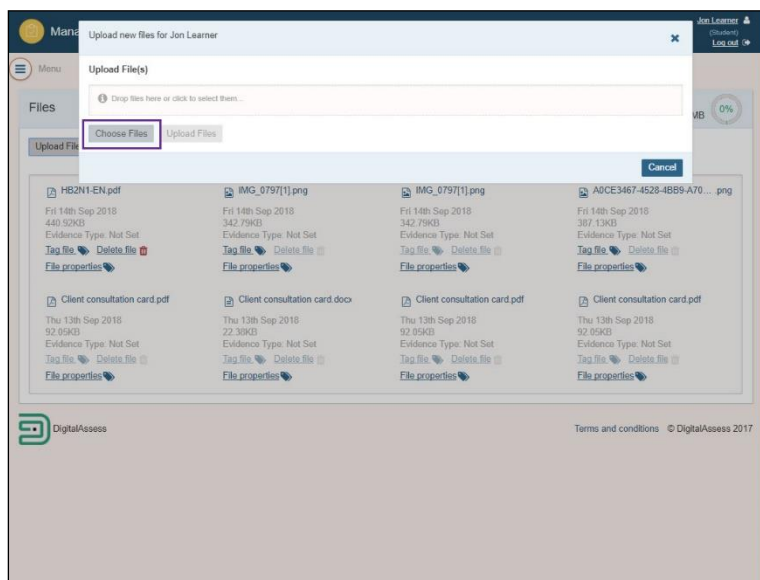 Mana
Upload new files for Jon Learner
Jon Learner
(Student)
Log out
Menu
Upload File(s)
Drop files here or click to select them...
Choose Files
Upload Files
Cancel
Files
MB
0%
Upload File
HB2N1-EN.pdf
IMG_0797[1].png
IMG_0797[1].png
A0CE3467-4528-4BB9-A70... .png
Fri 14th Sep 2018
Fri 14th Sep 2018
Fri 14th Sep 2018
Fri 14th Sep 2018
440.92KB
342.79KB
342.79KB
387.13KB
Evidence Type: Not Set
Evidence Type: Not Set
Evidence Type: Not Set
Evidence Type: Not Set
Tag file Delete file
Tag file Delete file
Tag file Delete file
Tag file Delete file
File properties
File properties
File properties
File properties
Client consultation card.pdf
Client consultation card.docx
Client consultation card.pdf
Client consultation card.pdf
Thu 13th Sep 2018
Thu 13th Sep 2018
Thu 13th Sep 2018
Thu 13th Sep 2018
92.05KB
22.38KB
92.05KB
92.05KB
Evidence Type: Not Set
Evidence Type: Not Set
Evidence Type: Not Set
Evidence Type: Not Set
Tag file Delete file
Tag file Delete file
Tag file Delete file
Tag file Delete file
File properties
File properties
File properties
File properties
DigitalAssess
Terms and conditions © DigitalAssess 2017